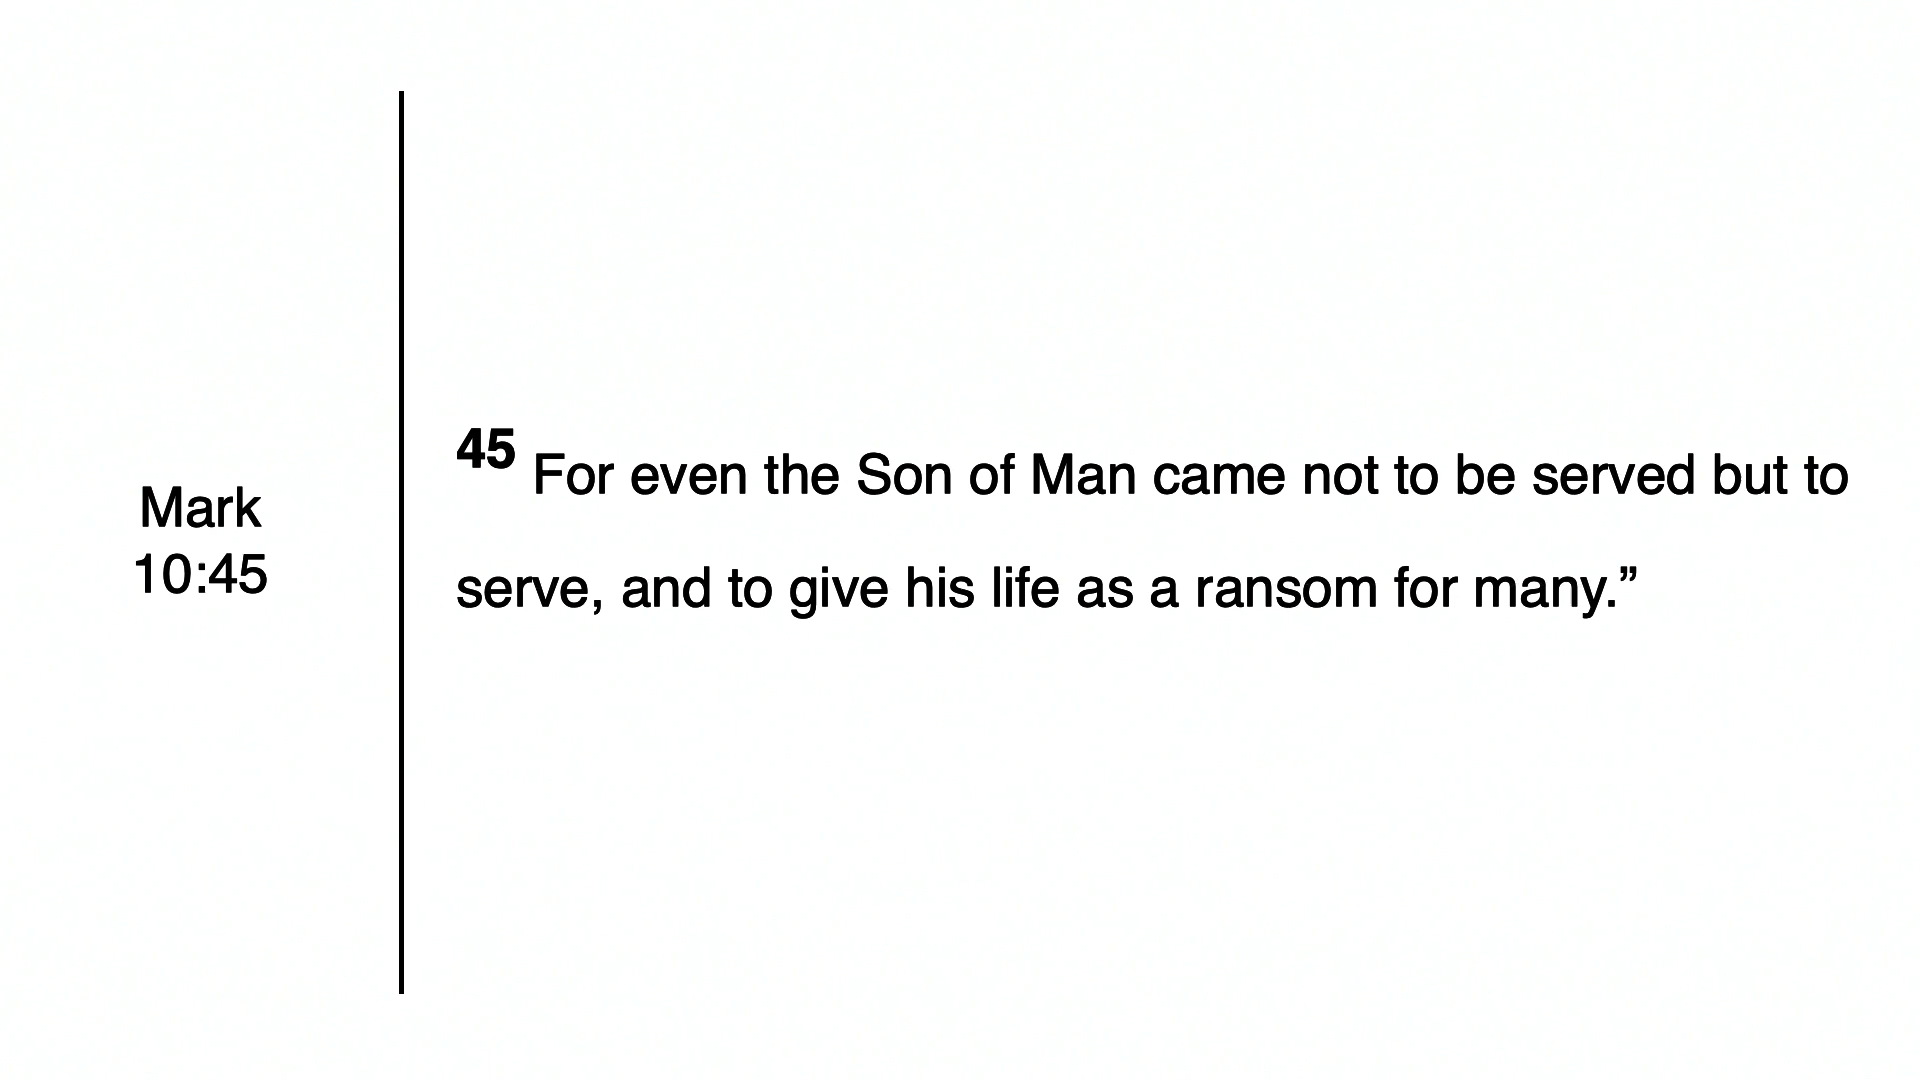 Mark
10:45
45 For even the Son of Man came not to be served but to
serve, and to give his life as a ransom for many.”